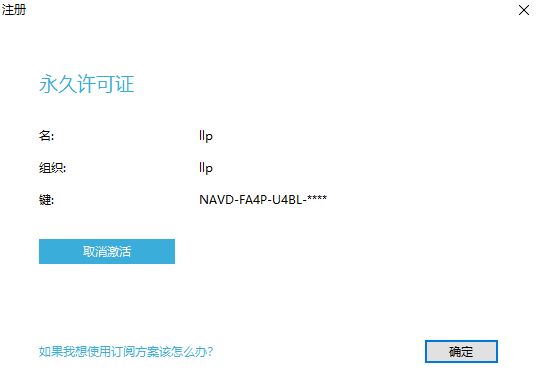 注册
永久许可证
名: llp
组织: llp
键: NAVD-FA4P-U4BL-****
取消激活
如果我想使用订阅方案该怎么办?
确定